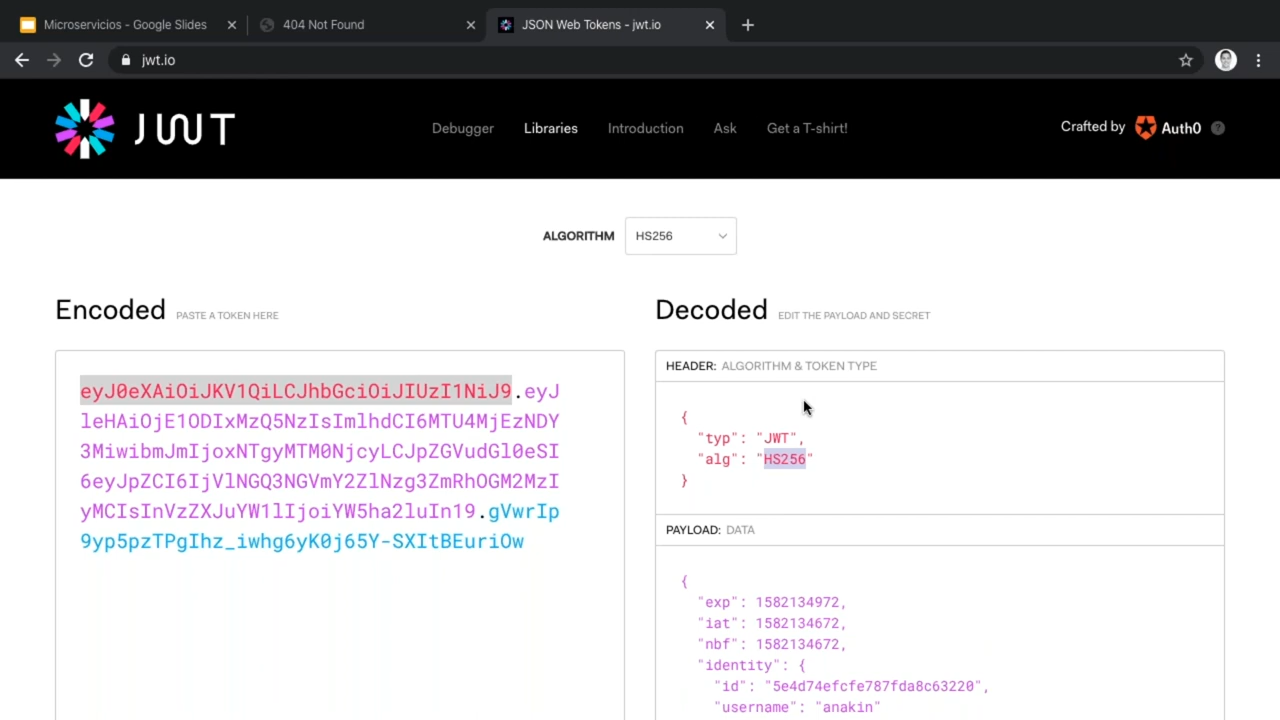 Microservicios - Google Slides
404 Not Found
JSON Web Tokens - jwt.io
jwt.io
JWT
Debugger
Libraries
Introduction
Ask
Get a T-shirt!
Crafted by Auth0 ?
ALGORITHM HS256
Encoded PASTE A TOKEN HERE
eyJ0eXAiOiJKV1QiLCJhbGciOiJIUzI1NiJ9.eyJ
leHAiOjE1ODIxMzQ5NzIsImlhdCI6MTU4MjEzNDY
3MiwibmJmIjoxNTgyMTM0NjcyLCJpZGVudGl0eSI
6eyJpZCI6IjVlNGQ3NGVmY2ZlNzg3ZmRhOGM2MzI
yMCIsInVzZXJuYW1lIjoiYW5ha2luIn19.gVwrIp
9yp5pzTPgIhz_iwhg6yK0j65Y-SXItBEuriOw
Decoded EDIT THE PAYLOAD AND SECRET
HEADER: ALGORITHM & TOKEN TYPE
{
"typ": "JWT",
"alg": "HS256"
}
PAYLOAD: DATA
{
"exp": 1582134972,
"iat": 1582134672,
"nbf": 1582134672,
"identity": {
"id": "5e4d74efcfe787fda8c63220",
"username": "anakin"